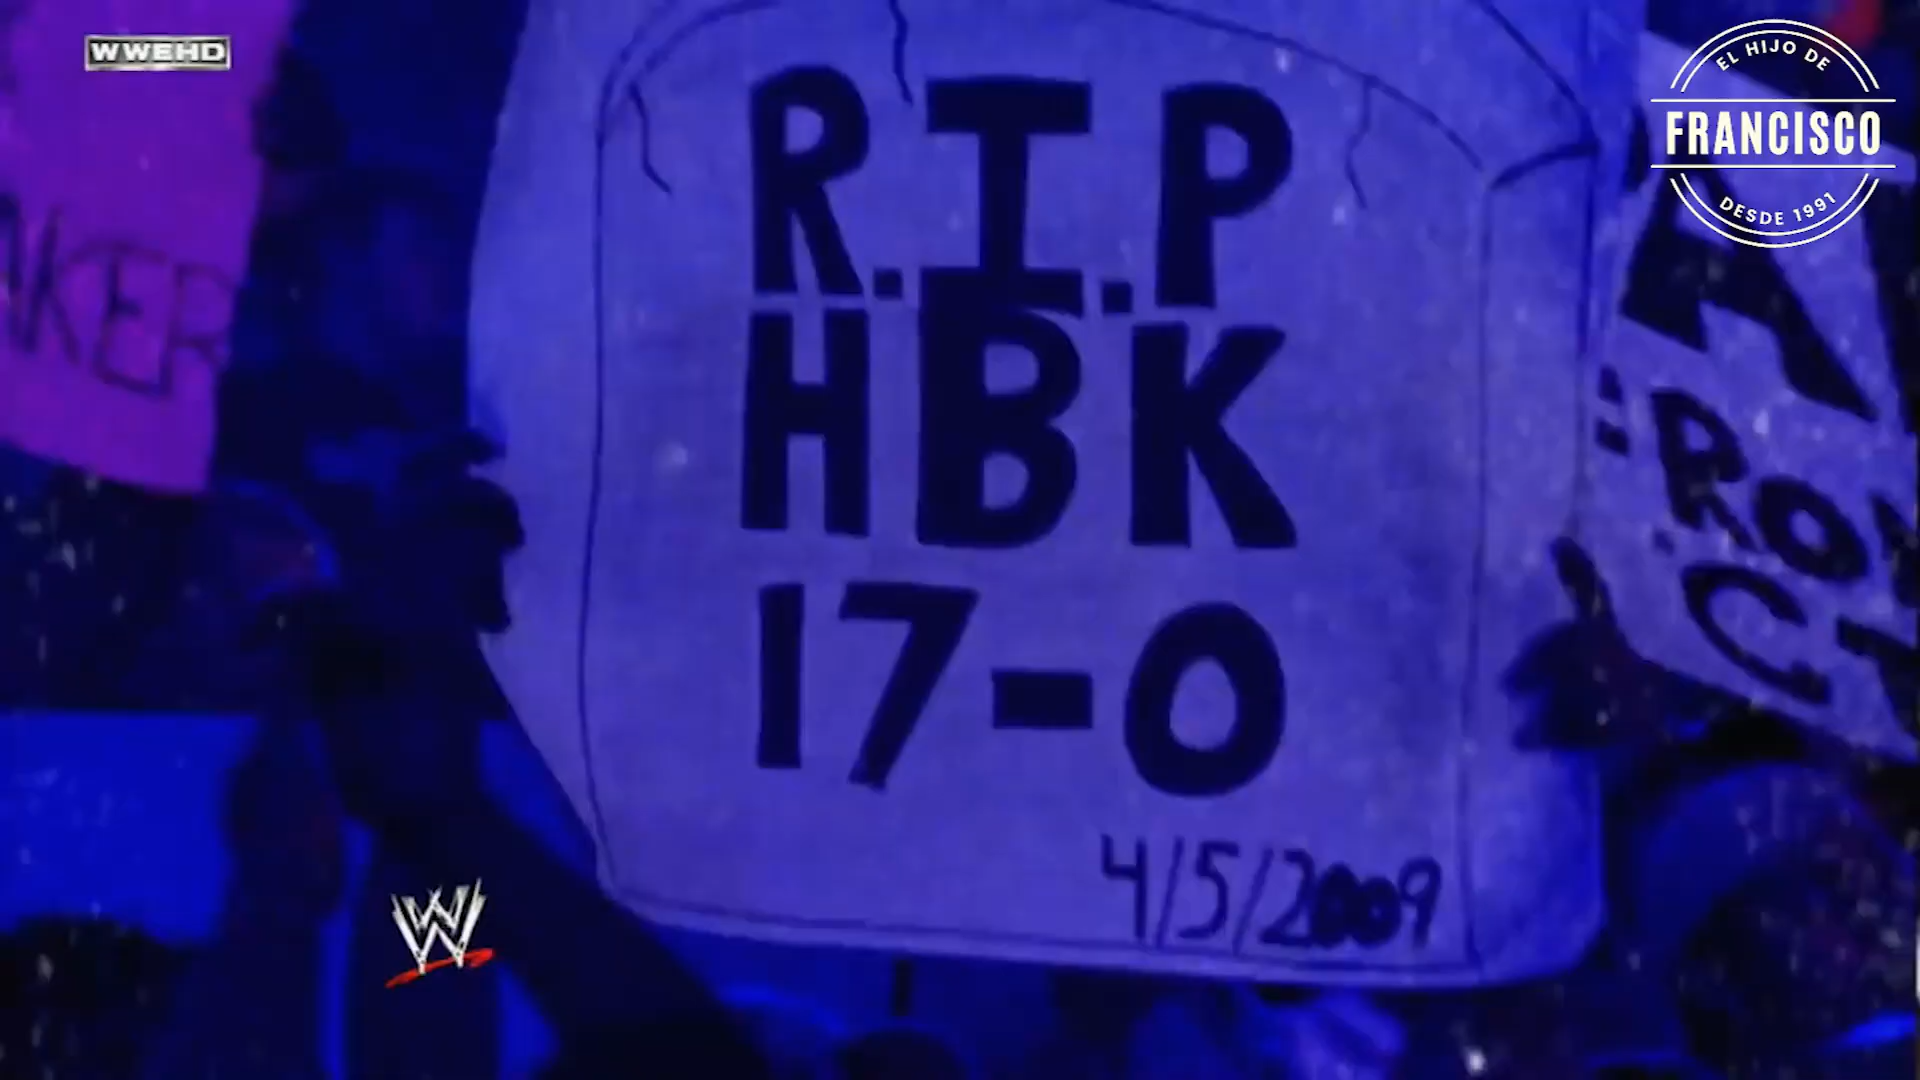 WWEHD
EL HIJO DE
FRANCISCO
DESDE 1991
R.I.P
HBK
17-0
4/5/2009
W